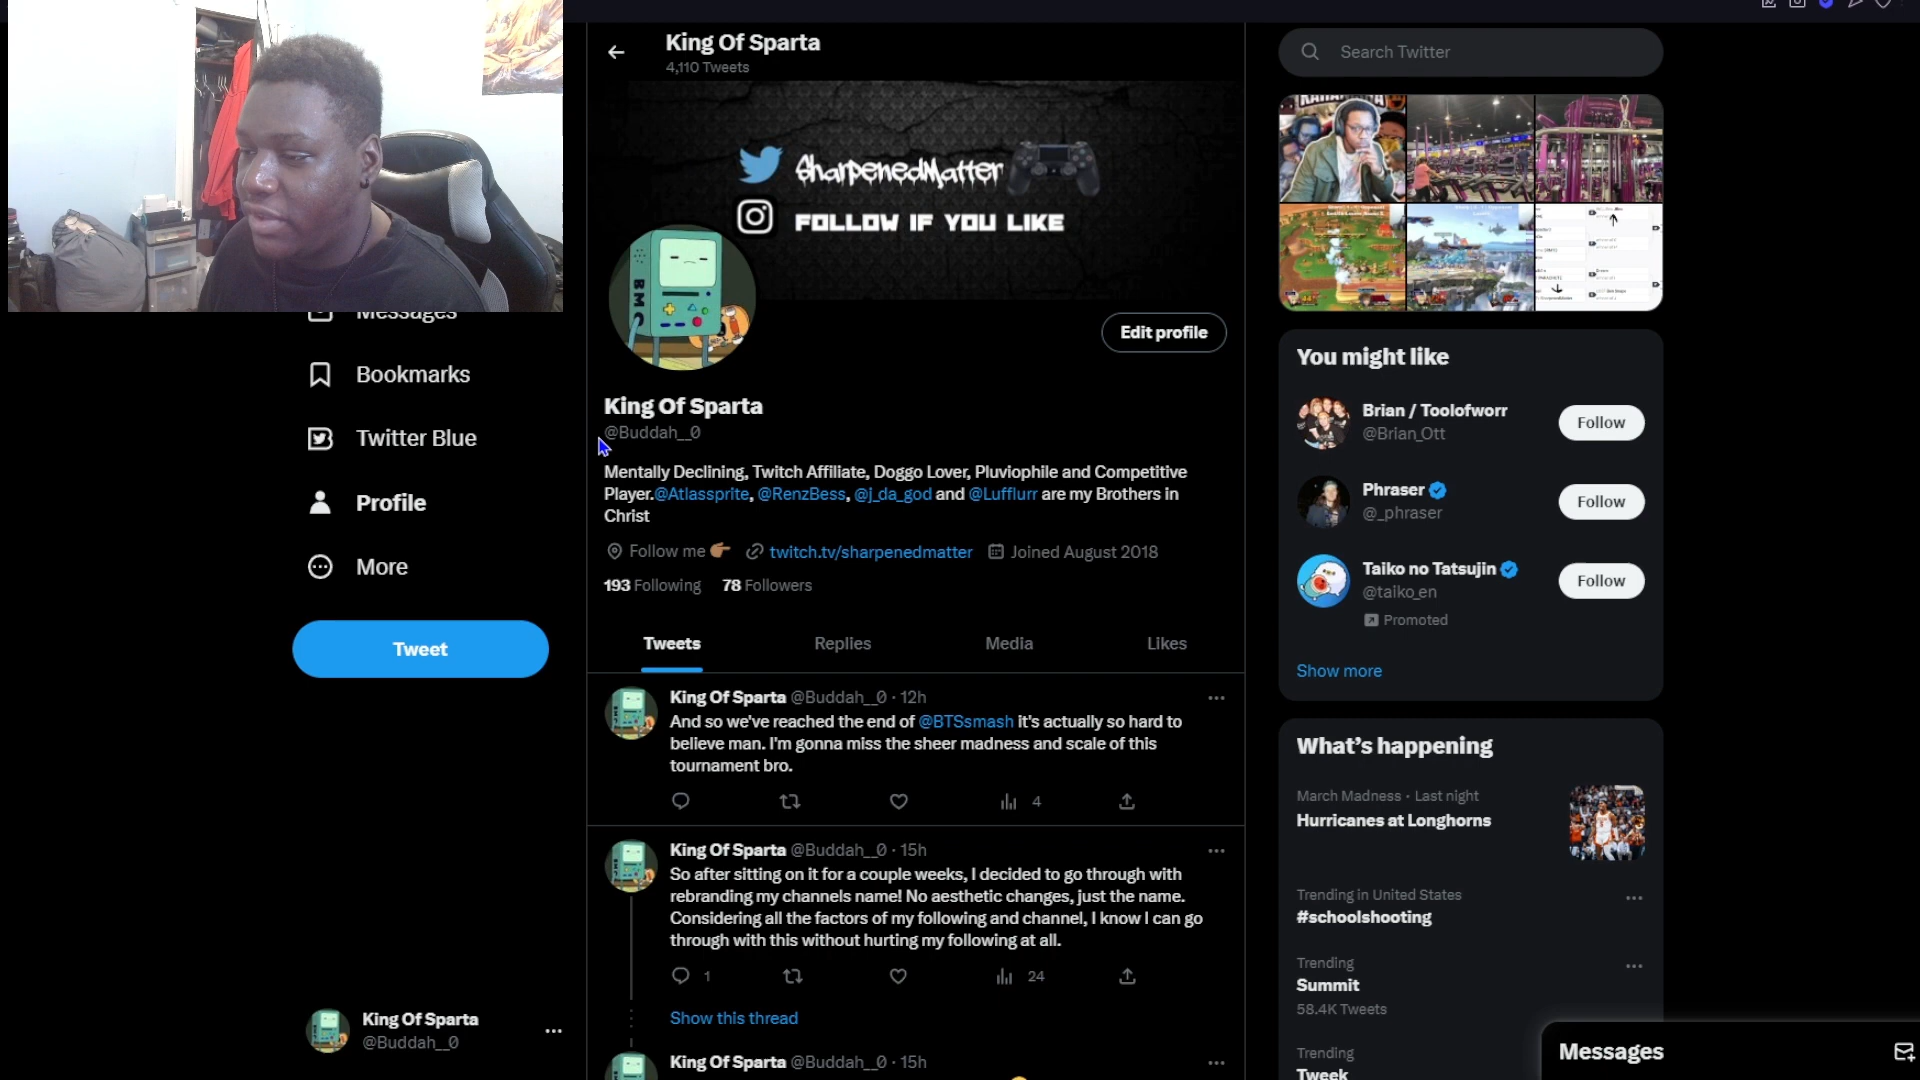 King Of Sparta
4,110 Tweets
SharpenedMatter
FOLLOW IF YOU LIKE
BMO
Edit profile
King Of Sparta
@Buddah__0
Mentally Declining, Twitch Affiliate, Doggo Lover, Pluviophile and Competitive
Player.@Atlassprite, @RenzBess, @j_da_god and @Lufflurr are my Brothers in
Christ
Follow me
twitch.tv/sharpenedmatter
Joined August 2018
193 Following 78 Followers
Tweets
Replies
Media
Likes
King Of Sparta @Buddah__0 · 12h
And so we've reached the end of @BTSsmash it's actually so hard to
believe man. I'm gonna miss the sheer madness and scale of this
tournament bro.
4
King Of Sparta @Buddah__0 · 15h
So after sitting on it for a couple weeks, I decided to go through with
rebranding my channels name! No aesthetic changes, just the name.
Considering all the factors of my following and channel, I know I can go
through with this without hurting my following at all.
1
24
Show this thread
King Of Sparta @Buddah__0 · 15h
Messages
Bookmarks
Twitter Blue
Profile
More
Tweet
King Of Sparta
@Buddah__0
Search Twitter
You might like
Brian / Toolofworr
@Brian_Ott
Follow
Phraser
@_phraser
Follow
Taiko no Tatsujin
@taiko_en
Promoted
Follow
Show more
What's happening
March Madness · Last night
Hurricanes at Longhorns
Trending in United States
#schoolshooting
Trending
Summit
58.4K Tweets
Trending
Tweek
Messages